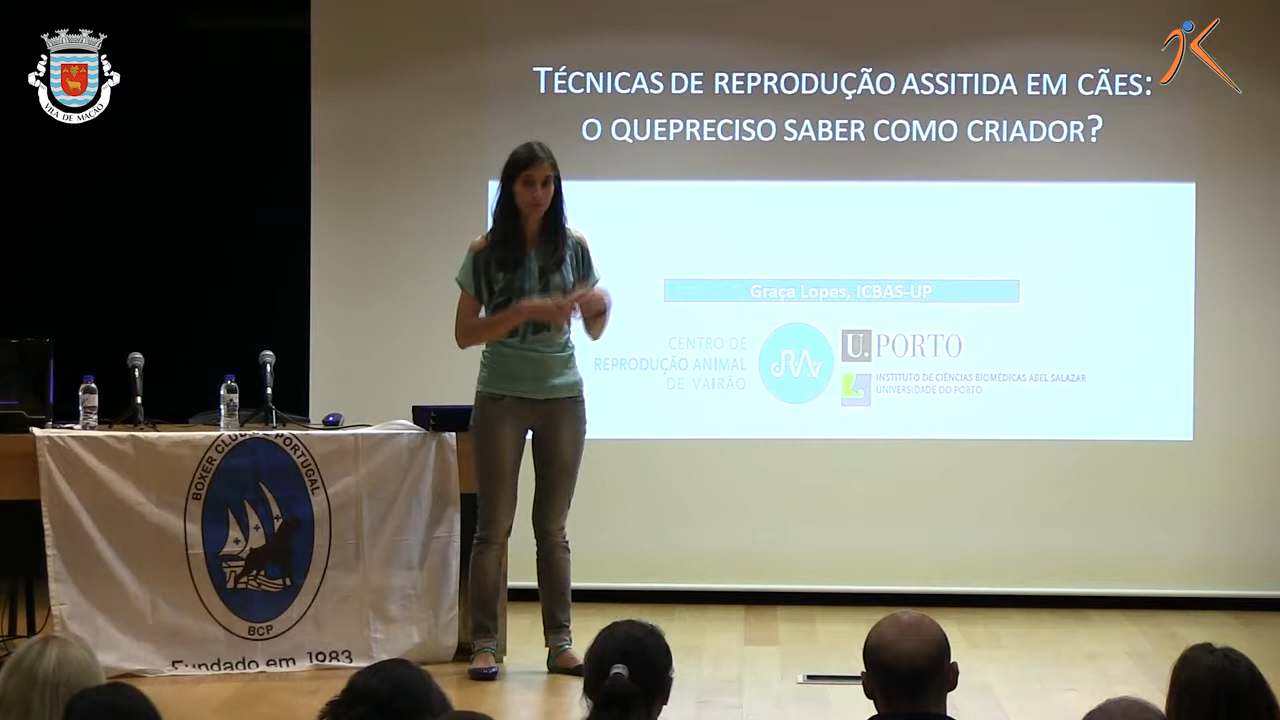 VILA DE MAÇÃO
TÉCNICAS DE REPRODUÇÃO ASSITIDA EM CÃES:
O QUEPRECISO SABER COMO CRIADOR?
Graça Lopes, ICBAS-UP
CENTRO DE
REPRODUÇÃO ANIMAL
DE VAIRÃO
U. PORTO
INSTITUTO DE CIÊNCIAS BIOMÉDICAS ABEL SALAZAR
UNIVERSIDADE DO PORTO
BOXER CLUB DE PORTUGAL
BCP
Fundado em 1983